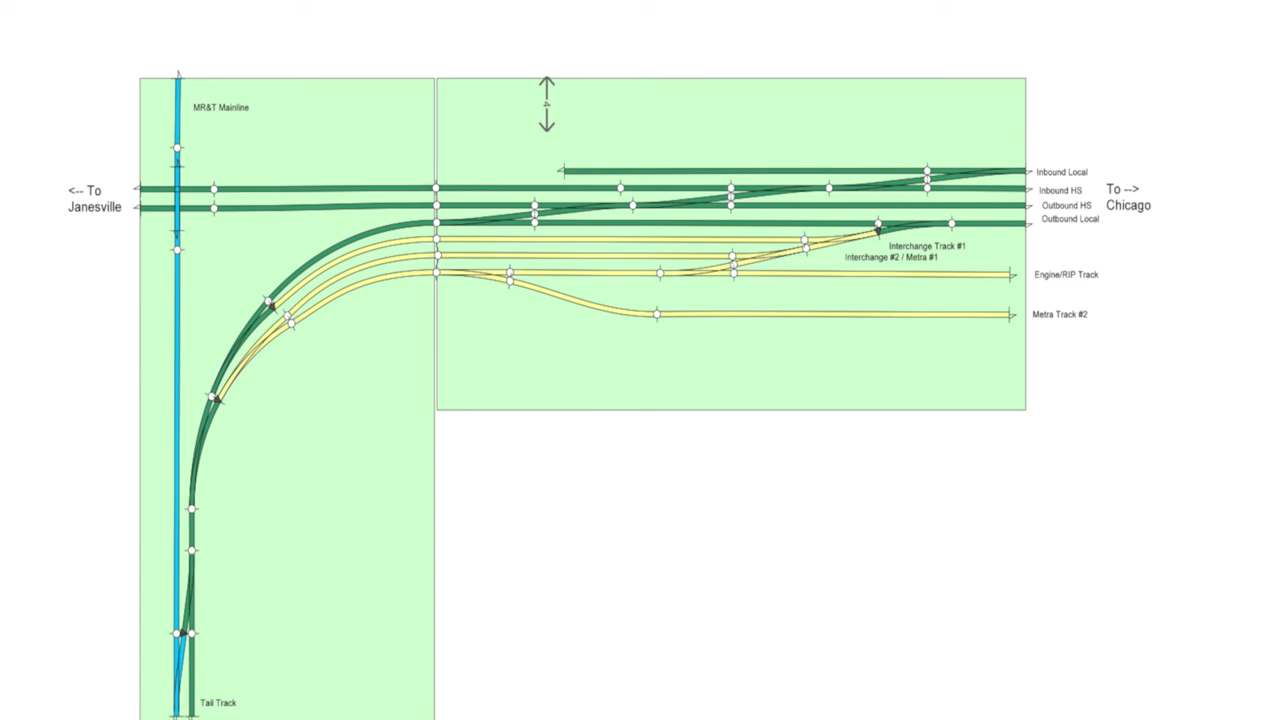 MR&T Mainline
4
<-- To
Janesville
Inbound Local
Inbound HS
Outbound HS
Outbound Local
To -->
Chicago
Interchange Track #1
Interchange #2 / Metra #1
Engine/RIP Track
Metra Track #2
Tail Track